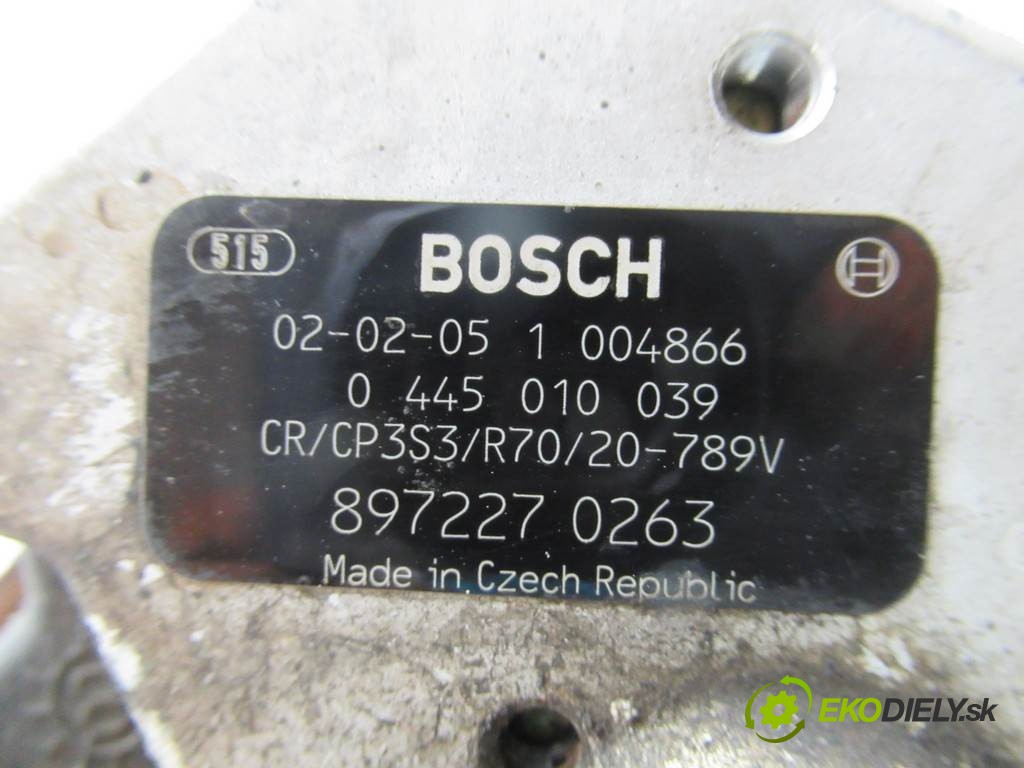 515 BOSCH
02-02-05 1 004866
0 445 010 039
CR/CP3S3/R70/20-789V
897227 0263
Made in Czech Republic
EKODIELY.sk